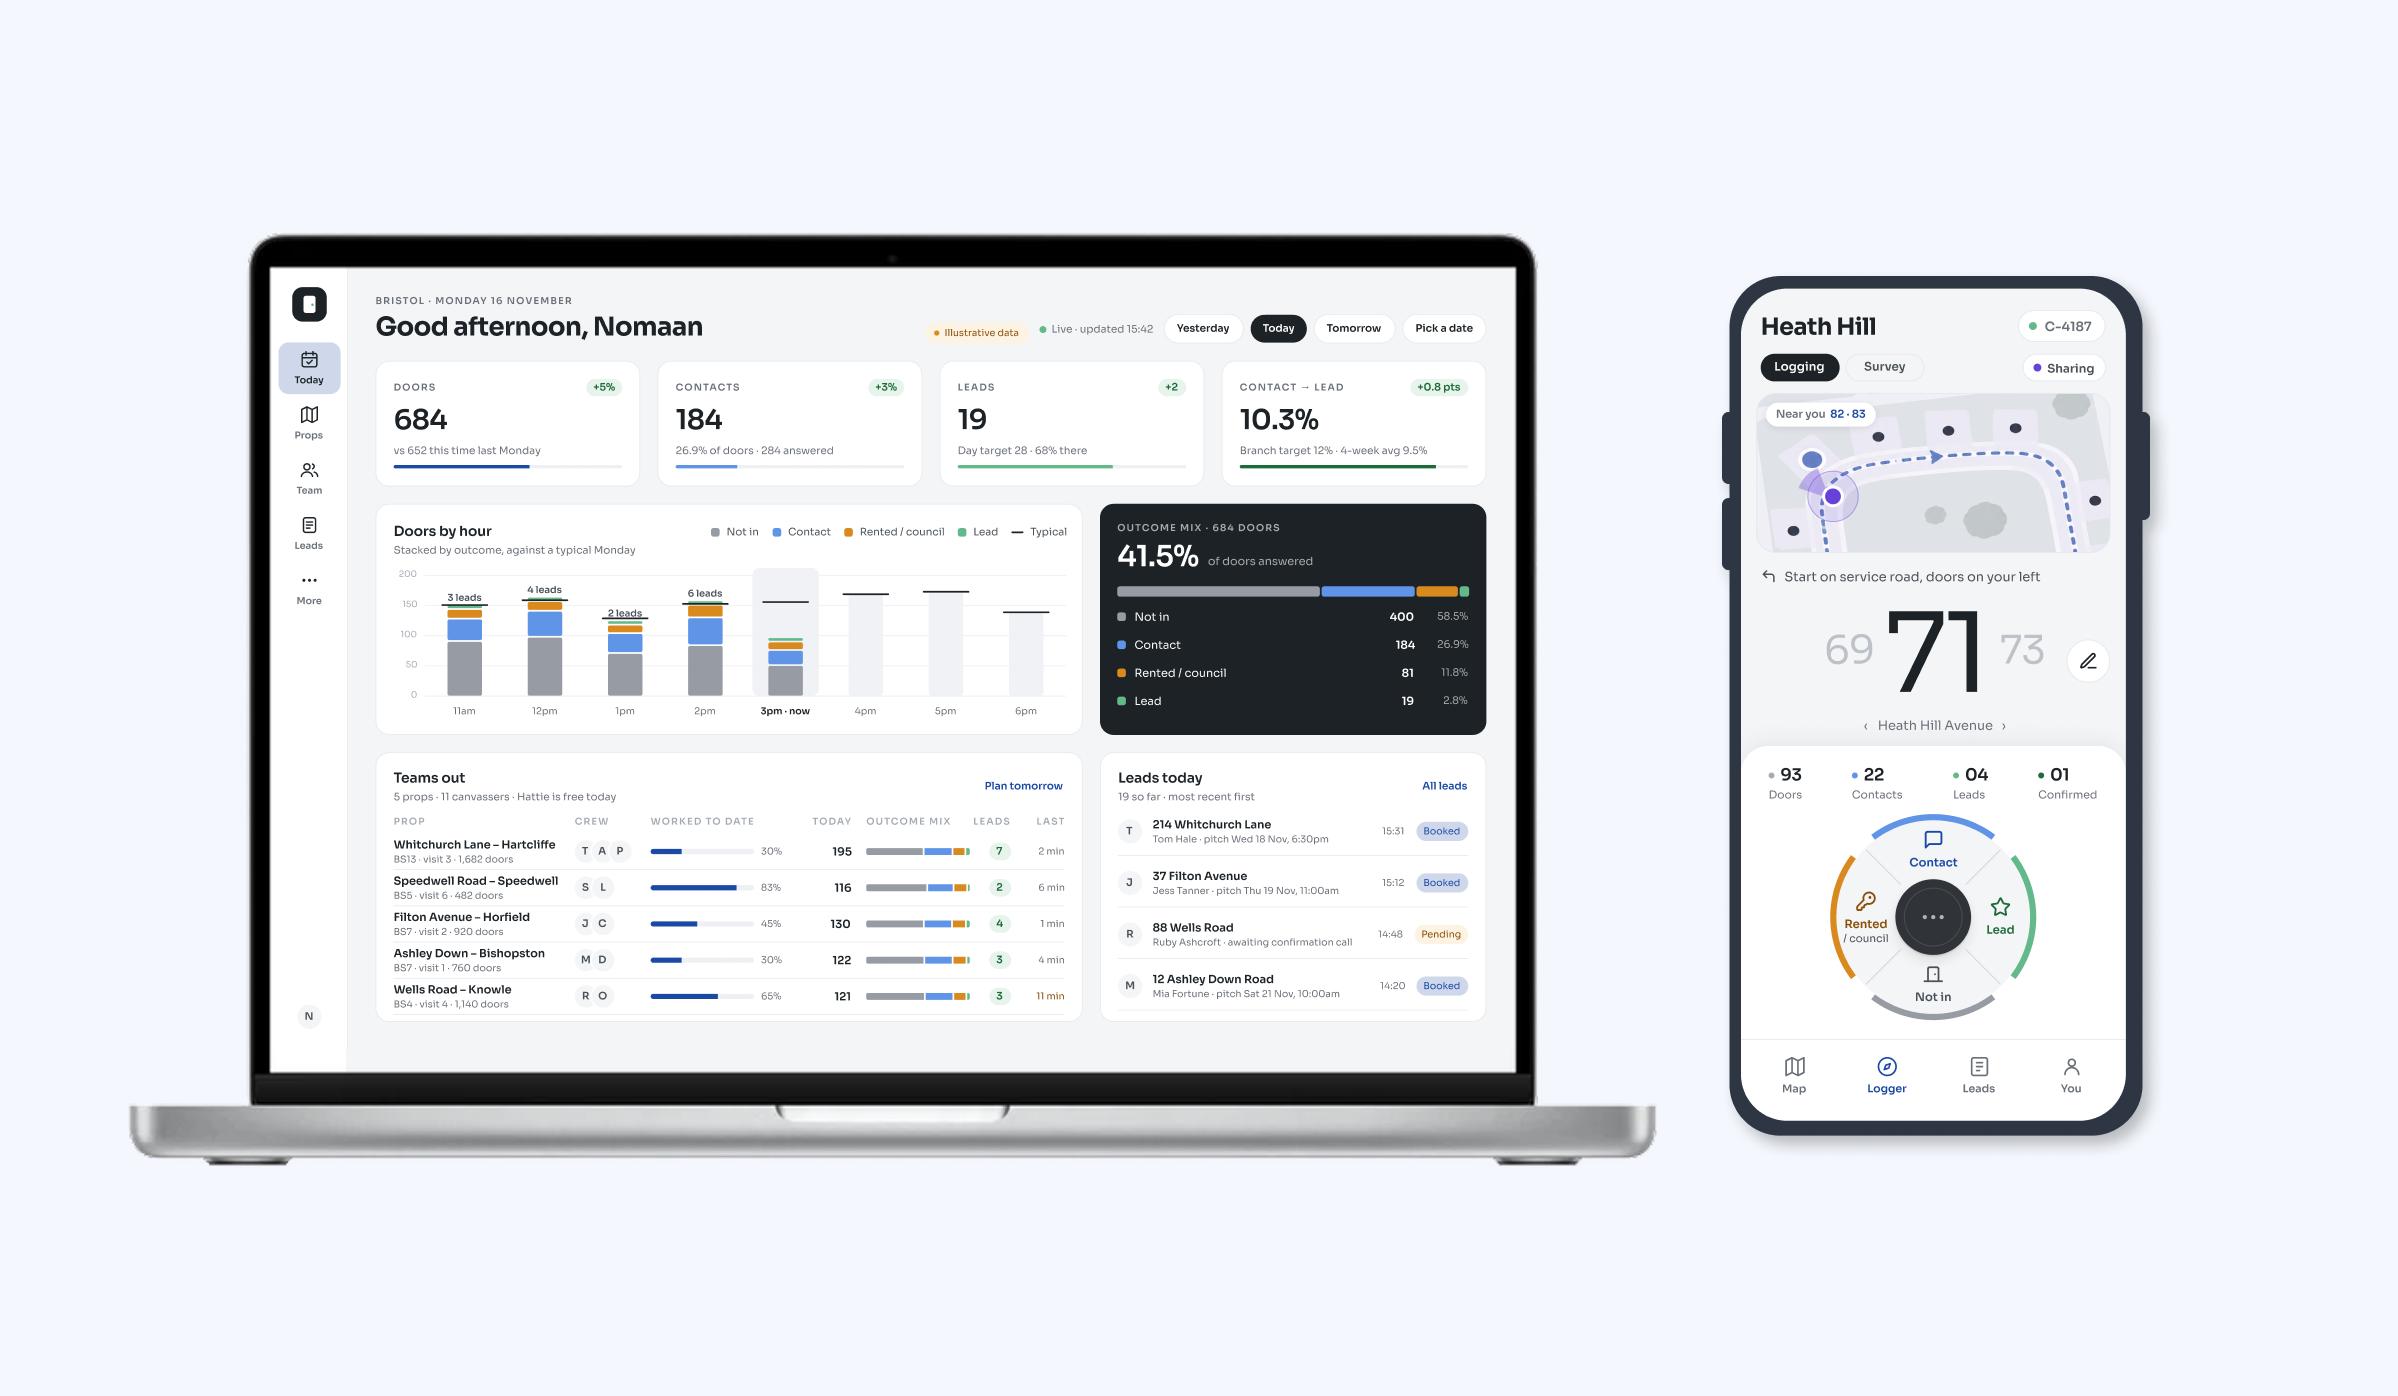 BRISTOL · MONDAY 16 NOVEMBER
Good afternoon, Nomaan
Illustrative data
Live · updated 15:42
Yesterday
Today
Tomorrow
Pick a date
Today
Props
Team
Leads
More
N
DOORS
+5%
684
vs 652 this time last Monday
CONTACTS
+3%
184
26.9% of doors · 284 answered
LEADS
+2
19
Day target 28 · 68% there
CONTACT → LEAD
+0.8 pts
10.3%
Branch target 12% · 4-week avg 9.5%
Doors by hour
Stacked by outcome, against a typical Monday
Not in
Contact
Rented / council
Lead
Typical
200
150
100
50
0
3 leads
4 leads
2 leads
6 leads
11am
12pm
1pm
2pm
3pm · now
4pm
5pm
6pm
OUTCOME MIX · 684 DOORS
41.5% of doors answered
Not in 400 58.5%
Contact 184 26.9%
Rented / council 81 11.8%
Lead 19 2.8%
Teams out
5 props · 11 canvassers · Hattie is free today
Plan tomorrow
PROP CREW WORKED TO DATE TODAY OUTCOME MIX LEADS LAST
Whitchurch Lane – Hartcliffe
BS13 · visit 3 · 1,682 doors
T A P 30% 195 7 2 min
Speedwell Road – Speedwell
BS5 · visit 6 · 482 doors
S L 83% 116 2 6 min
Filton Avenue – Horfield
BS7 · visit 2 · 920 doors
J C 45% 130 4 1 min
Ashley Down – Bishopston
BS7 · visit 1 · 760 doors
M D 30% 122 3 4 min
Wells Road – Knowle
BS4 · visit 4 · 1,140 doors
R O 65% 121 3 11 min
Leads today
19 so far · most recent first
All leads
T
214 Whitchurch Lane
Tom Hale · pitch Wed 18 Nov, 6:30pm
15:31 Booked
J
37 Filton Avenue
Jess Tanner · pitch Thu 19 Nov, 11:00am
15:12 Booked
R
88 Wells Road
Ruby Ashcroft · awaiting confirmation call
14:48 Pending
M
12 Ashley Down Road
Mia Fortune · pitch Sat 21 Nov, 10:00am
14:20 Booked
Heath Hill
C-4187
Logging
Survey
Sharing
Near you 82 · 83
Start on service road, doors on your left
69 71 73
‹ Heath Hill Avenue ›
93
Doors
22
Contacts
04
Leads
01
Confirmed
Contact
Rented
/ council
Lead
Not in
Map
Logger
Leads
You